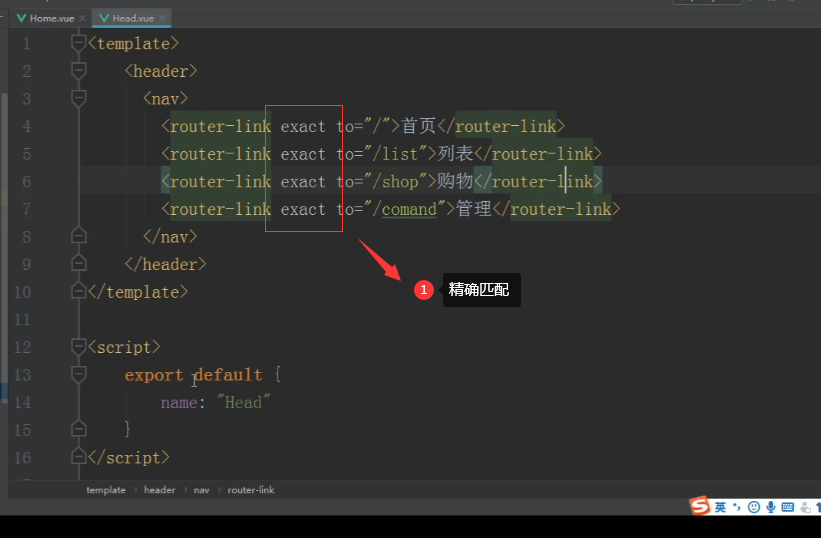 Home.vue Head.vue
1 <template>
2 <header>
3 <nav>
4 <router-link exact to="/">首页</router-link>
5 <router-link exact to="/list">列表</router-link>
6 <router-link exact to="/shop">购物</router-link>
7 <router-link exact to="/comand">管理</router-link>
8 </nav>
9 </header>
10 </template>
1 精确匹配
11
12 <script>
13 export default {
14 name: "Head"
15 }
16 </script>
template header nav router-link
S 英